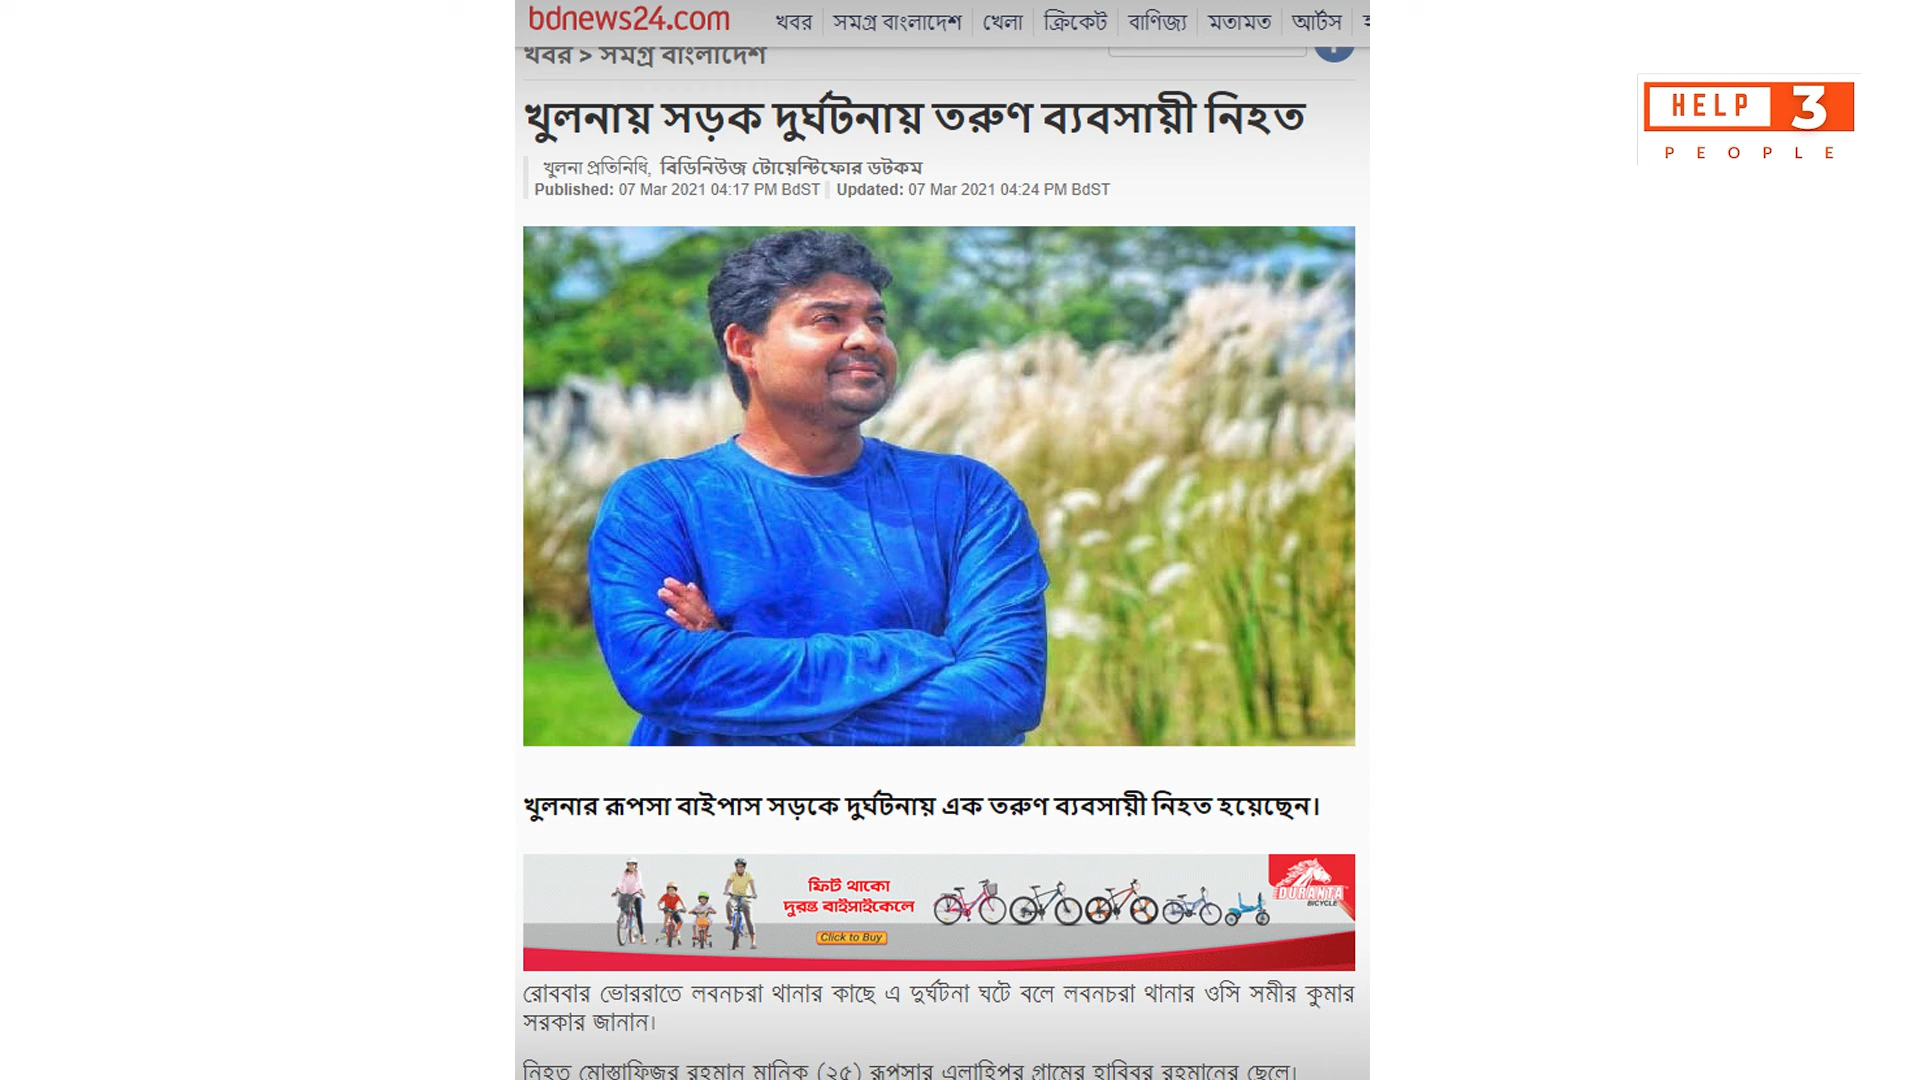 bdnews24.com খবর সমগ্র বাংলাদেশ খেলা ক্রিকেট বাণিজ্য মতামত আর্টস
খবর > সমগ্র বাংলাদেশ
খুলনায় সড়ক দুর্ঘটনায় তরুণ ব্যবসায়ী নিহত
খুলনা প্রতিনিধি, বিডিনিউজ টোয়েন্টিফোর ডটকম
Published: 07 Mar 2021 04:17 PM BdST Updated: 07 Mar 2021 04:24 PM BdST
HELP 3
PEOPLE
খুলনার রূপসা বাইপাস সড়কে দুর্ঘটনায় এক তরুণ ব্যবসায়ী নিহত হয়েছেন।
ফিট থাকো
দুরন্ত বাইসাইকেলে
Click to Buy
DURANTA
BICYCLE
রোববার ভোররাতে লবনচরা থানার কাছে এ দুর্ঘটনা ঘটে বলে লবনচরা থানার ওসি সমীর কুমার
সরকার জানান।
নিহত মোস্তাফিজুর রহমান মানিক (২৫) রূপসার এলাহিপুর গ্রামের হাবিবুর রহমানের ছেলে।